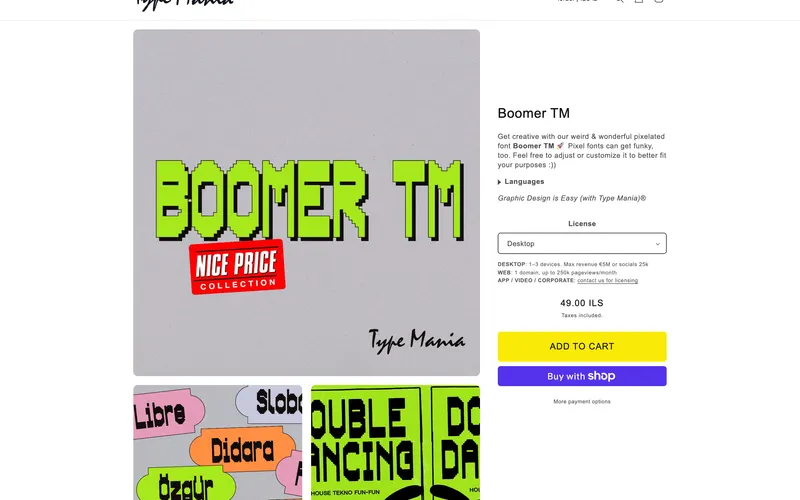 Type Mania
BOOMER TM
NICE PRICE
COLLECTION
Type Mania
Boomer TM
Get creative with our weird & wonderful pixelated
font Boomer TM 🚀 Pixel fonts can get funky,
too. Feel free to adjust or customize it to better fit
your purposes :))
Languages
Graphic Design is Easy (with Type Mania)®
License
Desktop
DESKTOP: 1–3 devices. Max revenue €5M or socials 25k
WEB: 1 domain, up to 250k pageviews/month
APP / VIDEO / CORPORATE: contact us for licensing
49.00 ILS
Taxes included.
ADD TO CART
Buy with shop
More payment options
Libre
Slobo
Didara
Özgür
OUBLE
ANCING
HOUSE TEKNO FUN-FUN
DO
DA
HOU